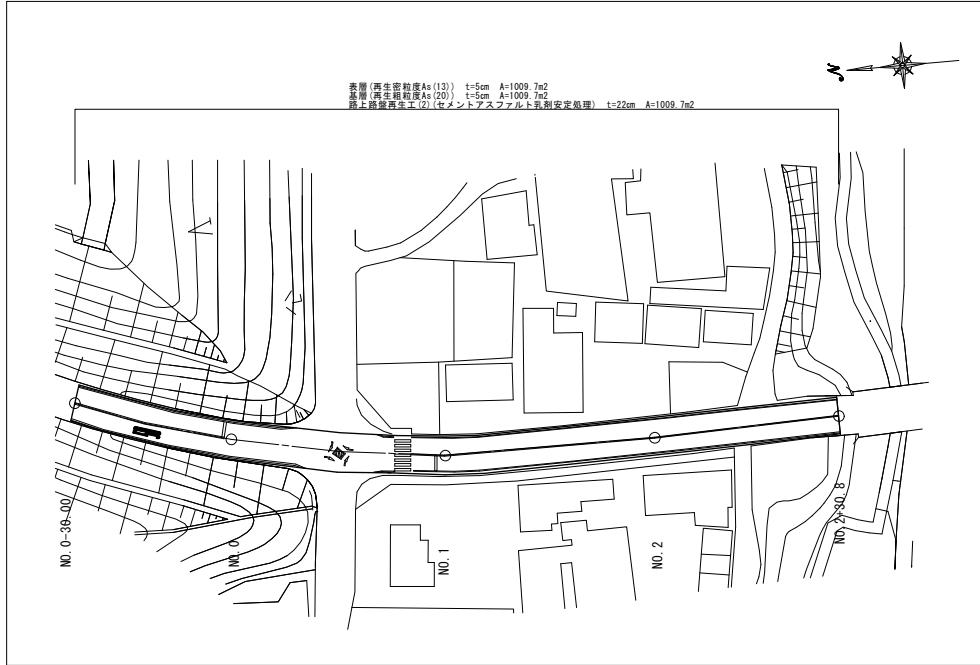 表層(再生密粒度As(13)) t=5cm A=1009.7m2
基層(再生粗粒度As(20)) t=5cm A=1009.7m2
路上路盤再生工(2)(セメントアスファルト乳剤安定処理) t=22cm A=1009.7m2
N
NO.0-30.00
NO.0
NO.1
NO.2
NO.2+30.8